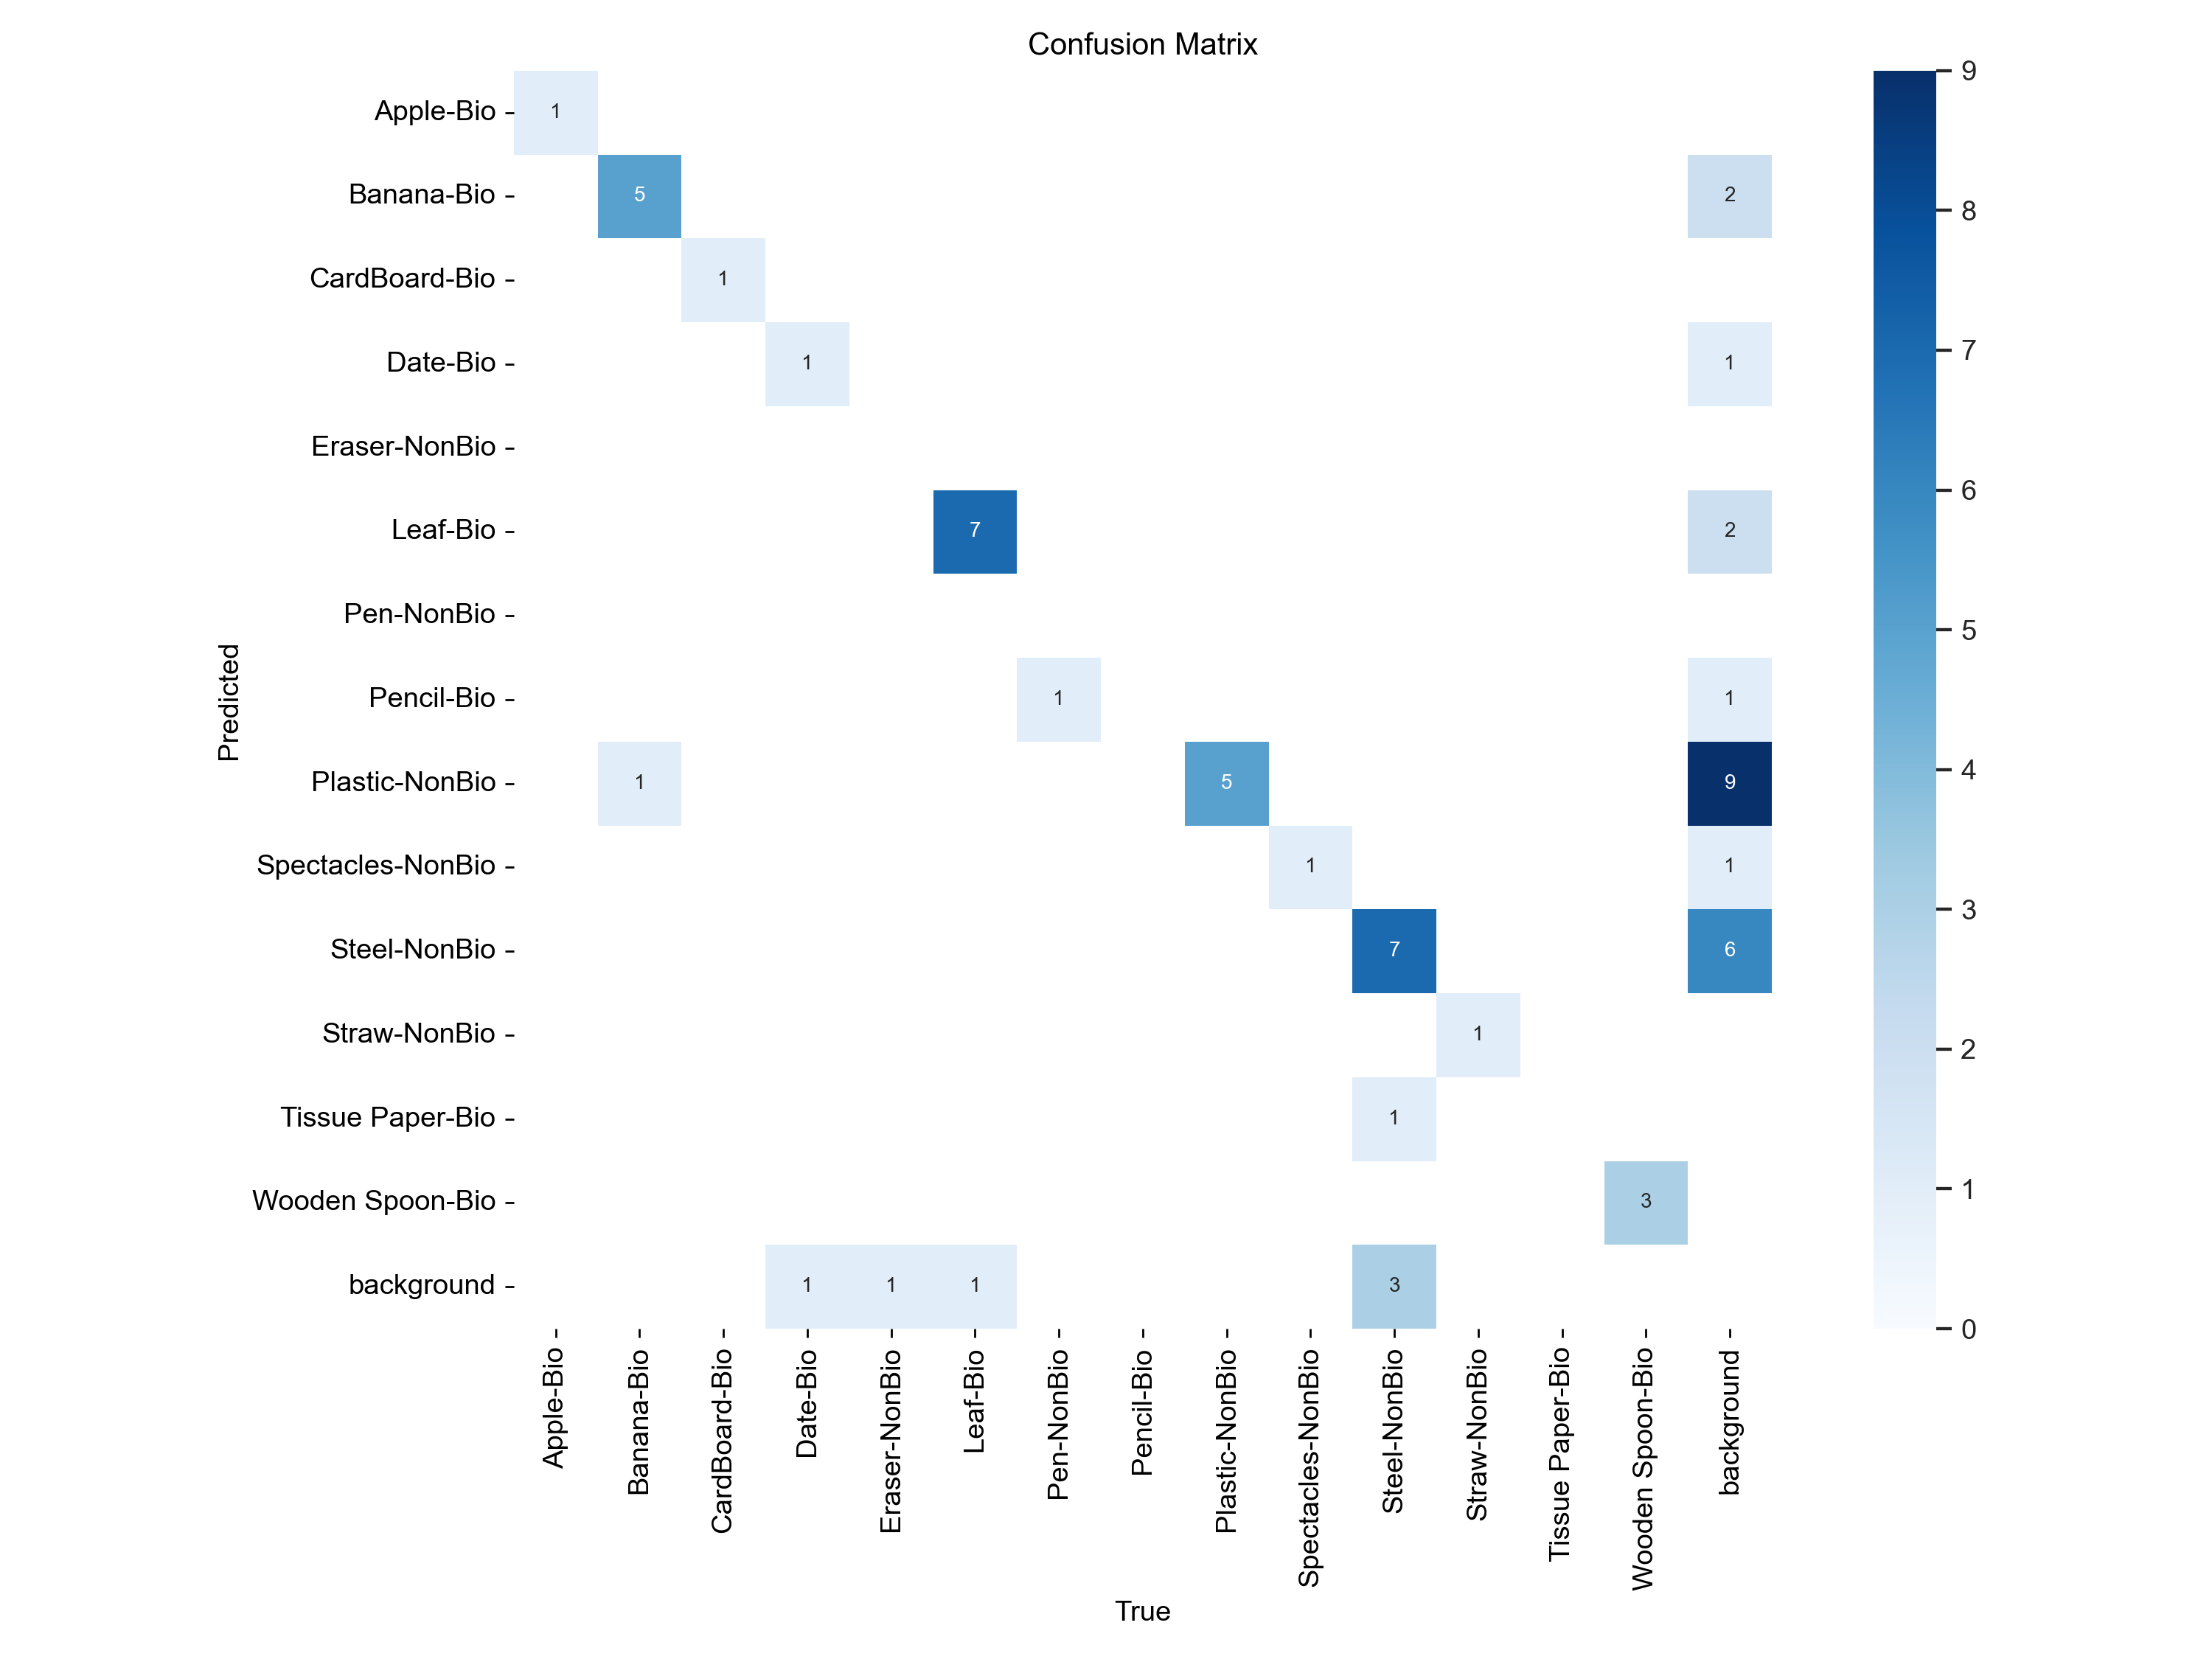 Confusion Matrix
Apple-Bio 1
Banana-Bio 5 2
CardBoard-Bio 1
Date-Bio 1 1
Eraser-NonBio
Leaf-Bio 7 2
Pen-NonBio
Pencil-Bio 1 1
Plastic-NonBio 1 5 9
Spectacles-NonBio 1 1
Steel-NonBio 7 6
Straw-NonBio 1
Tissue Paper-Bio 1
Wooden Spoon-Bio 3
background 1 1 1 3
Predicted
Apple-Bio
Banana-Bio
CardBoard-Bio
Date-Bio
Eraser-NonBio
Leaf-Bio
Pen-NonBio
Pencil-Bio
Plastic-NonBio
Spectacles-NonBio
Steel-NonBio
Straw-NonBio
Tissue Paper-Bio
Wooden Spoon-Bio
background
True
9
8
7
6
5
4
3
2
1
0